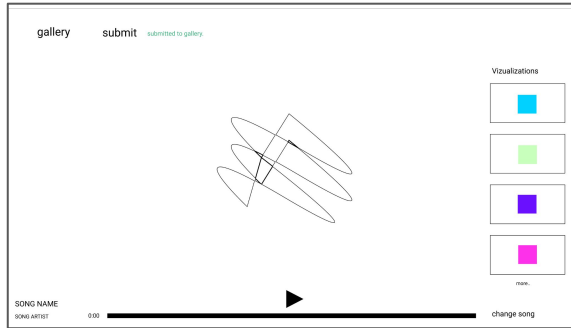 gallery
submit
submitted to gallery.
Vizualizations
more..
SONG NAME
SONG ARTIST
0:00
change song